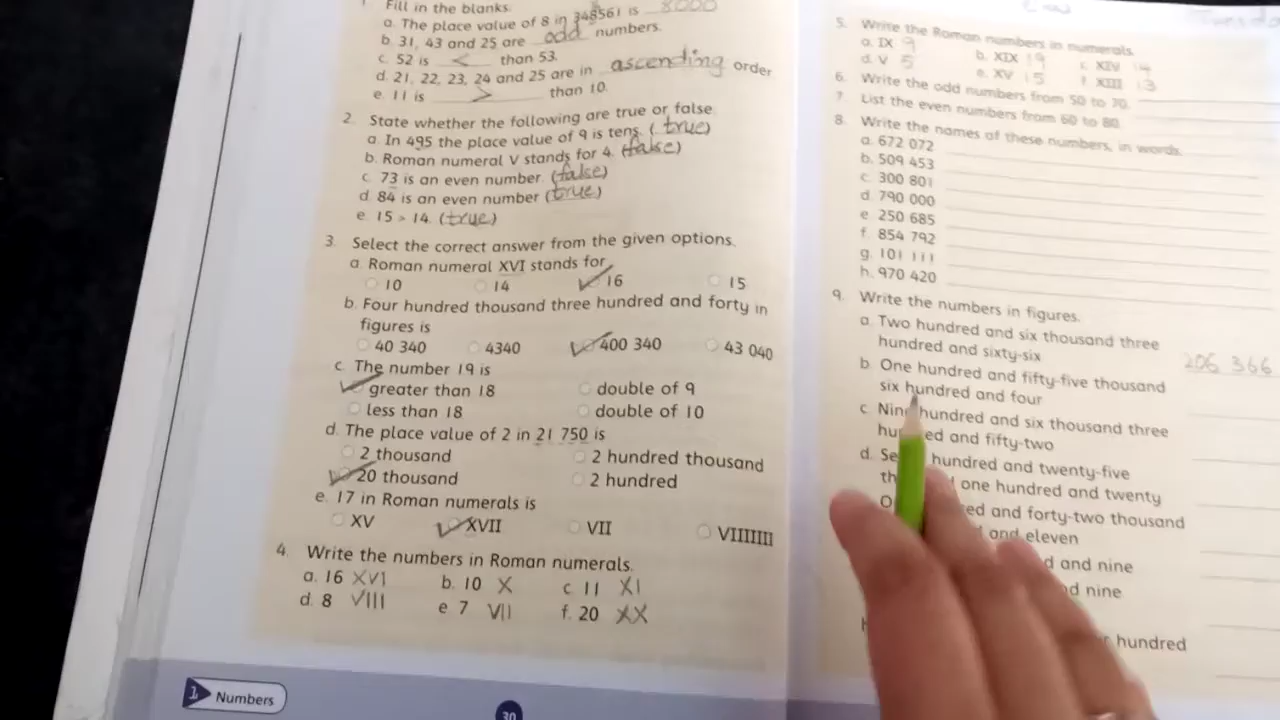 Fill in the blanks.
a. The place value of 8 in 348561 is 8000
b. 31, 43 and 25 are odd numbers.
c. 52 is < than 53.
d. 21, 22, 23, 24 and 25 are in ascending order
e. 11 is > than 10.
2. State whether the following are true or false
a. In 495 the place value of 9 is tens. (true)
b. Roman numeral V stands for 4. (false)
c. 73 is an even number. (false)
d. 84 is an even number (true)
e. 15 > 14. (true)
3. Select the correct answer from the given options.
a. Roman numeral XVI stands for
10 14 16 15
b. Four hundred thousand three hundred and forty in
figures is
40 340 4340 400 340 43 040
c. The number 19 is
greater than 18 double of 9
less than 18 double of 10
d. The place value of 2 in 21 750 is
2 thousand 2 hundred thousand
20 thousand 2 hundred
e. 17 in Roman numerals is
XV XVII VII VIIIIIII
4. Write the numbers in Roman numerals.
a. 16 XVI b. 10 X c. 11 XI
d. 8 VIII e. 7 VII f. 20 XX
1 Numbers
30
5. Write the Roman numbers in numerals.
a. IX 9 b. XIX 19 c. XIV 14
d. V 5 e. XV 15 f. XIII 13
6. Write the odd numbers from 50 to 70.
7. List the even numbers from 60 to 80.
8. Write the names of these numbers, in words.
a. 672 072
b. 509 453
c. 300 801
d. 790 000
e. 250 685
f. 854 792
g. 101 111
h. 970 420
9. Write the numbers in figures.
a. Two hundred and six thousand three
hundred and sixty-six 206 366
b. One hundred and fifty-five thousand
six hundred and four
c. Nine hundred and six thousand three
hundred and fifty-two
d. hundred and twenty-five
one hundred and twenty
and forty-two thousand
and eleven
and nine
nine
hundred